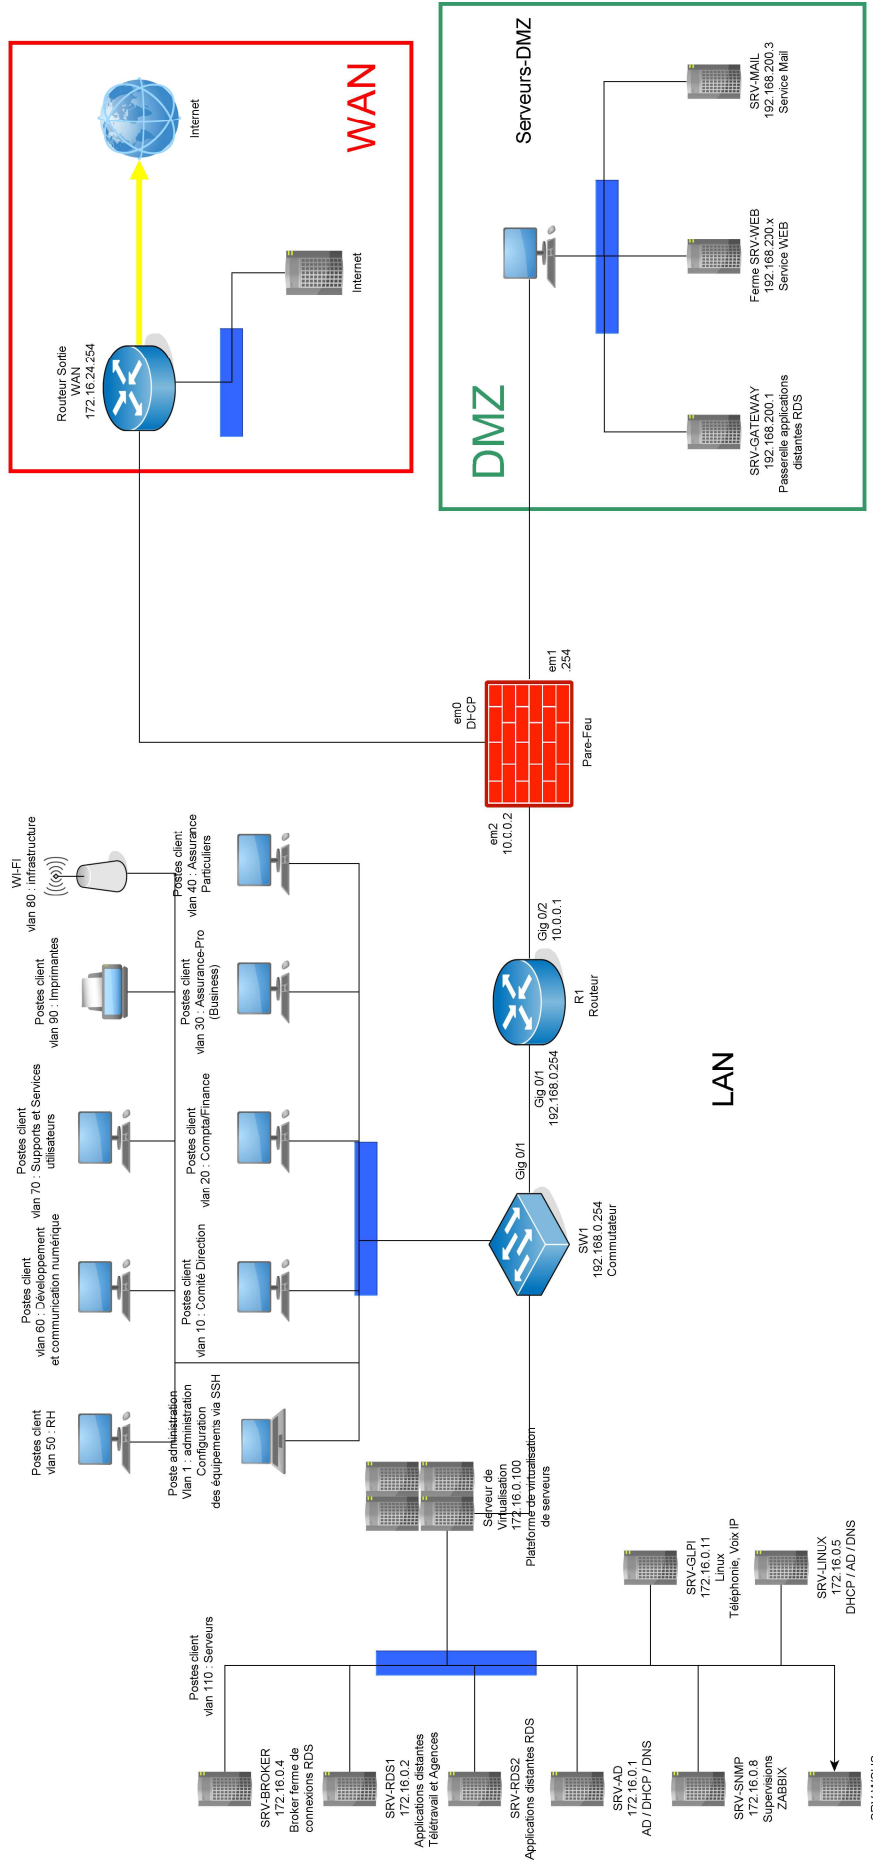 WAN
Internet
Internet
Routeur Sortie
WAN
172.16.24.254
DMZ
Serveurs-DMZ
SRV-MAIL
192.168.200.3
Service Mail
Ferme SRV-WEB
192.168.200.x
Service WEB
SRV-GATEWAY
192.168.200.1
Passerelle applications
distantes RDS
em0
DHCP
em1
.254
em2
10.0.0.2
Pare-Feu
Gig 0/2
10.0.0.1
R1
Routeur
Gig 0/1
192.168.0.254
LAN
Gig 0/1
SW1
192.168.0.254
Commutateur
WI-FI
vlan 80 : infrastructure
Postes client
vlan 90 : Imprimantes
Postes client
vlan 70 : Supports et Services
utilisateurs
Postes client
vlan 60 : Développement
et communication numérique
Postes client
vlan 50 : RH
Postes client
vlan 40 : Assurance
Particuliers
Postes client
vlan 30 : Assurance-Pro
(Business)
Postes client
vlan 20 : Compta/Finance
Postes client
vlan 10 : Comité Direction
Poste administration
Vlan 1 : administration
Configuration
des équipements via SSH
Serveur de
Virtualisation
172.16.0.100
Plateforme de virtualisation
de serveurs
Postes client
vlan 110 : Serveurs
SRV-GLPI
172.16.0.11
Linux
Téléphonie, Voix IP
SRV-LINUX
172.16.0.5
DHCP / AD / DNS
SRV-BROKER
172.16.0.4
Broker ferme de
connexions RDS
SRV-RDS1
172.16.0.2
Applications distantes
Télétravail et Agences
SRV-RDS2
Applications distantes RDS
SRV-AD
172.16.0.1
AD / DHCP / DNS
SRV-SNMP
172.16.0.8
Supervisions
ZABBIX